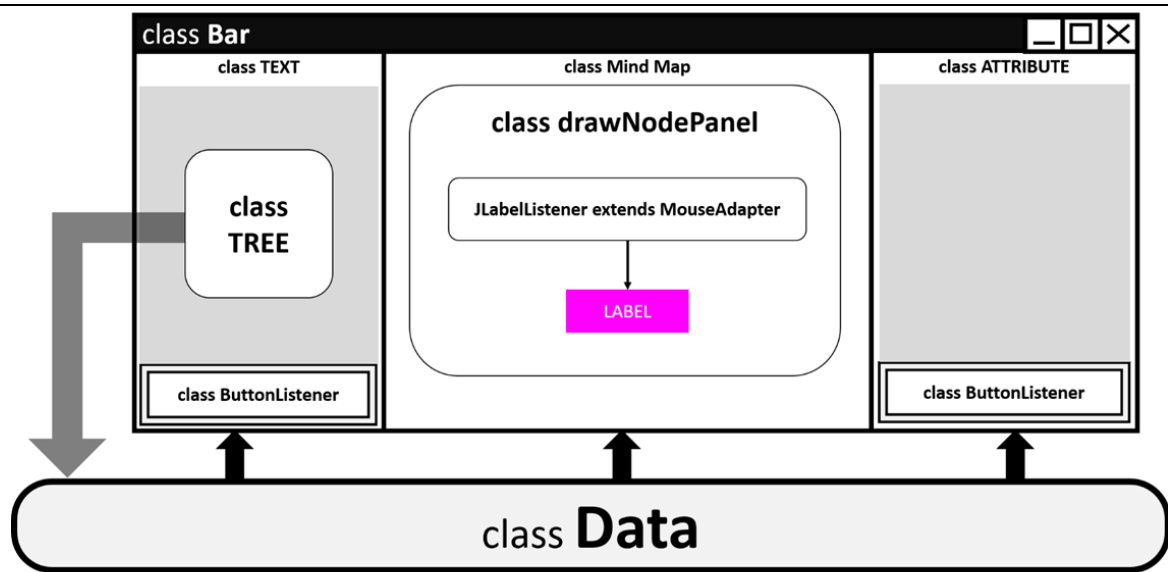 class Bar
class TEXT
class Mind Map
class ATTRIBUTE
class drawNodePanel
class
TREE
JLabelListener extends MouseAdapter
LABEL
class ButtonListener
class ButtonListener
class Data